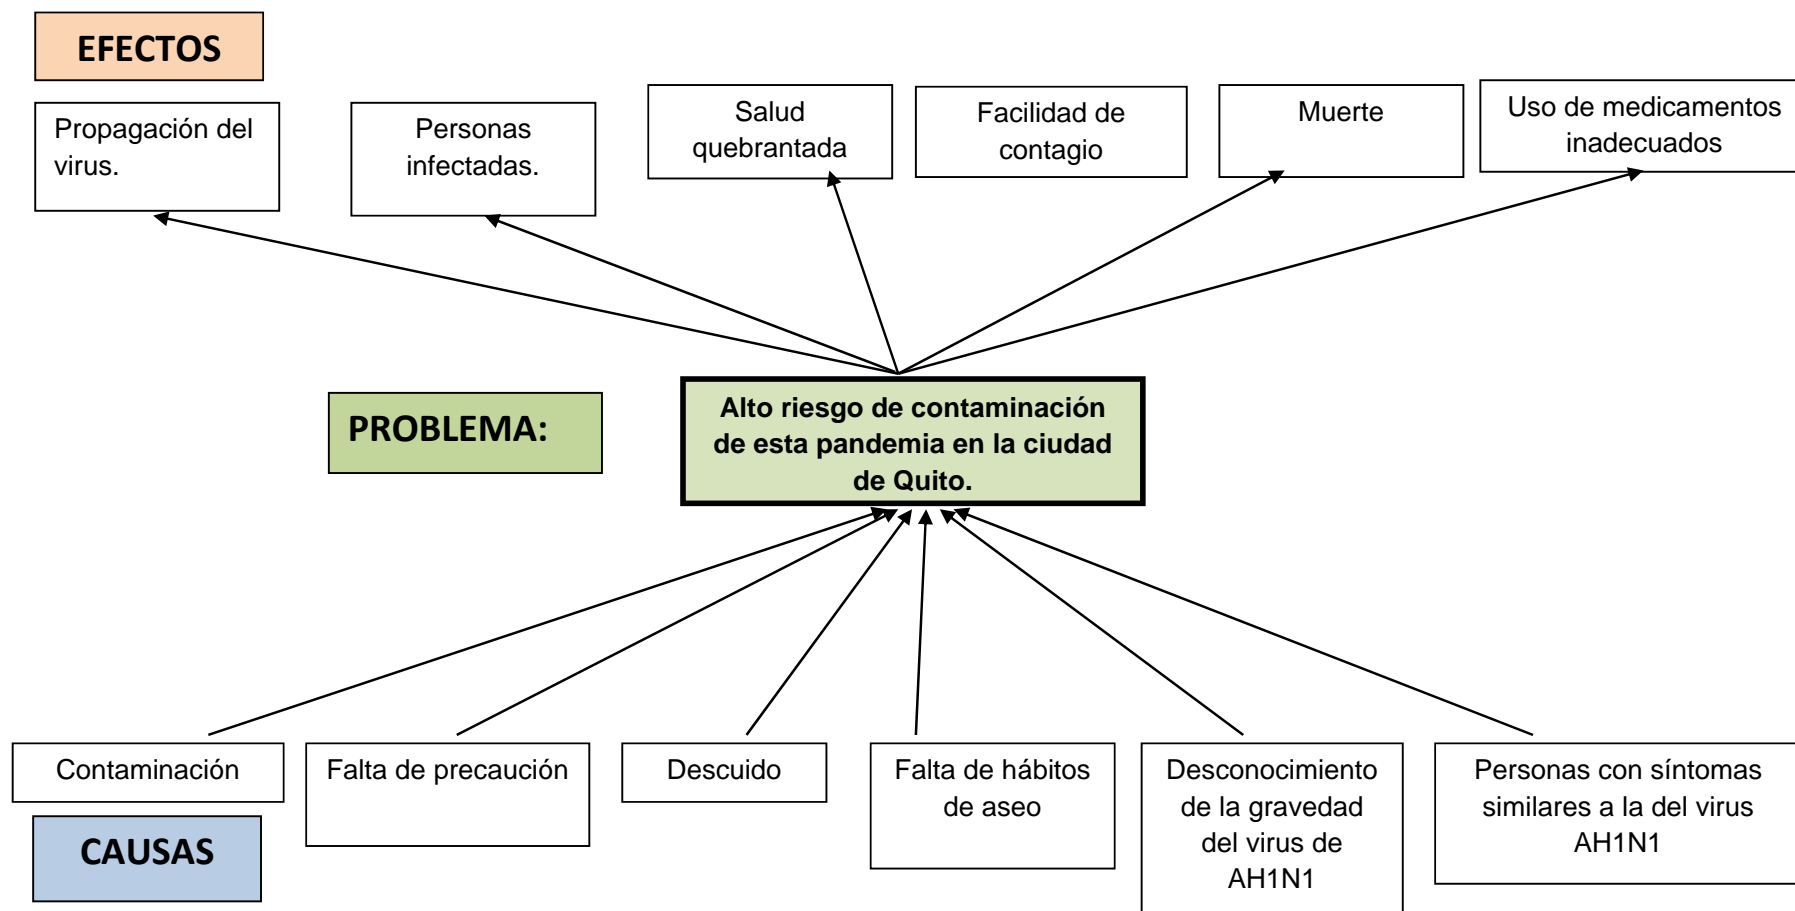 EFECTOS
Propagación del
virus.
Personas
infectadas.
Salud
quebrantada
Facilidad de
contagio
Muerte
Uso de medicamentos
inadecuados
PROBLEMA:
Alto riesgo de contaminación
de esta pandemia en la ciudad
de Quito.
Contaminación
Falta de precaución
Descuido
Falta de hábitos
de aseo
Desconocimiento
de la gravedad
del virus de
AH1N1
Personas con síntomas
similares a la del virus
AH1N1
CAUSAS